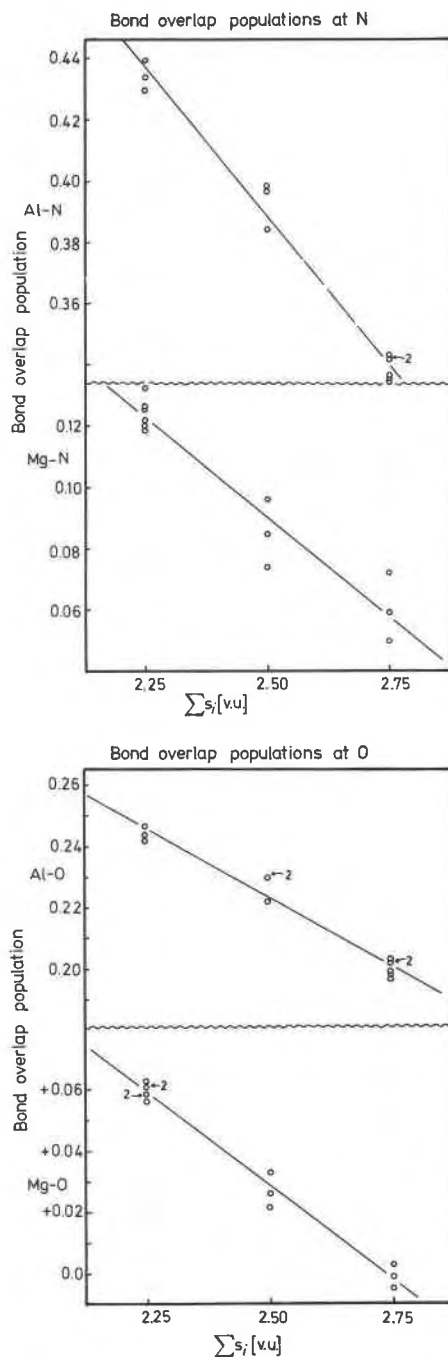 Bond overlap populations at N
0.44
0.42
0.40
Al-N
0.38
0.36
2
Bond overlap population
0.12
Mg-N
0.10
0.08
0.06
2.25 2.50 2.75
∑sᵢ[v.u.]
Bond overlap populations at O
0.26
0.24
Al-O
2
0.22
0.20
2
Bond overlap population
+0.06
2
2
+0.04
Mg-O
+0.02
0.0
2.25 2.50 2.75
∑sᵢ[v.u.]